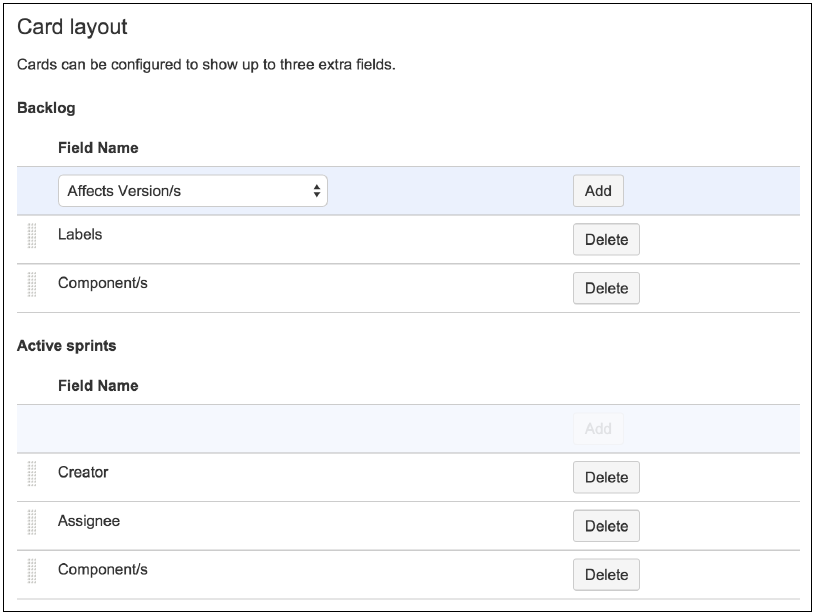 Card layout
Cards can be configured to show up to three extra fields.
Backlog
Field Name
Affects Version/s Add
Labels Delete
Component/s Delete
Active sprints
Field Name
Add
Creator Delete
Assignee Delete
Component/s Delete